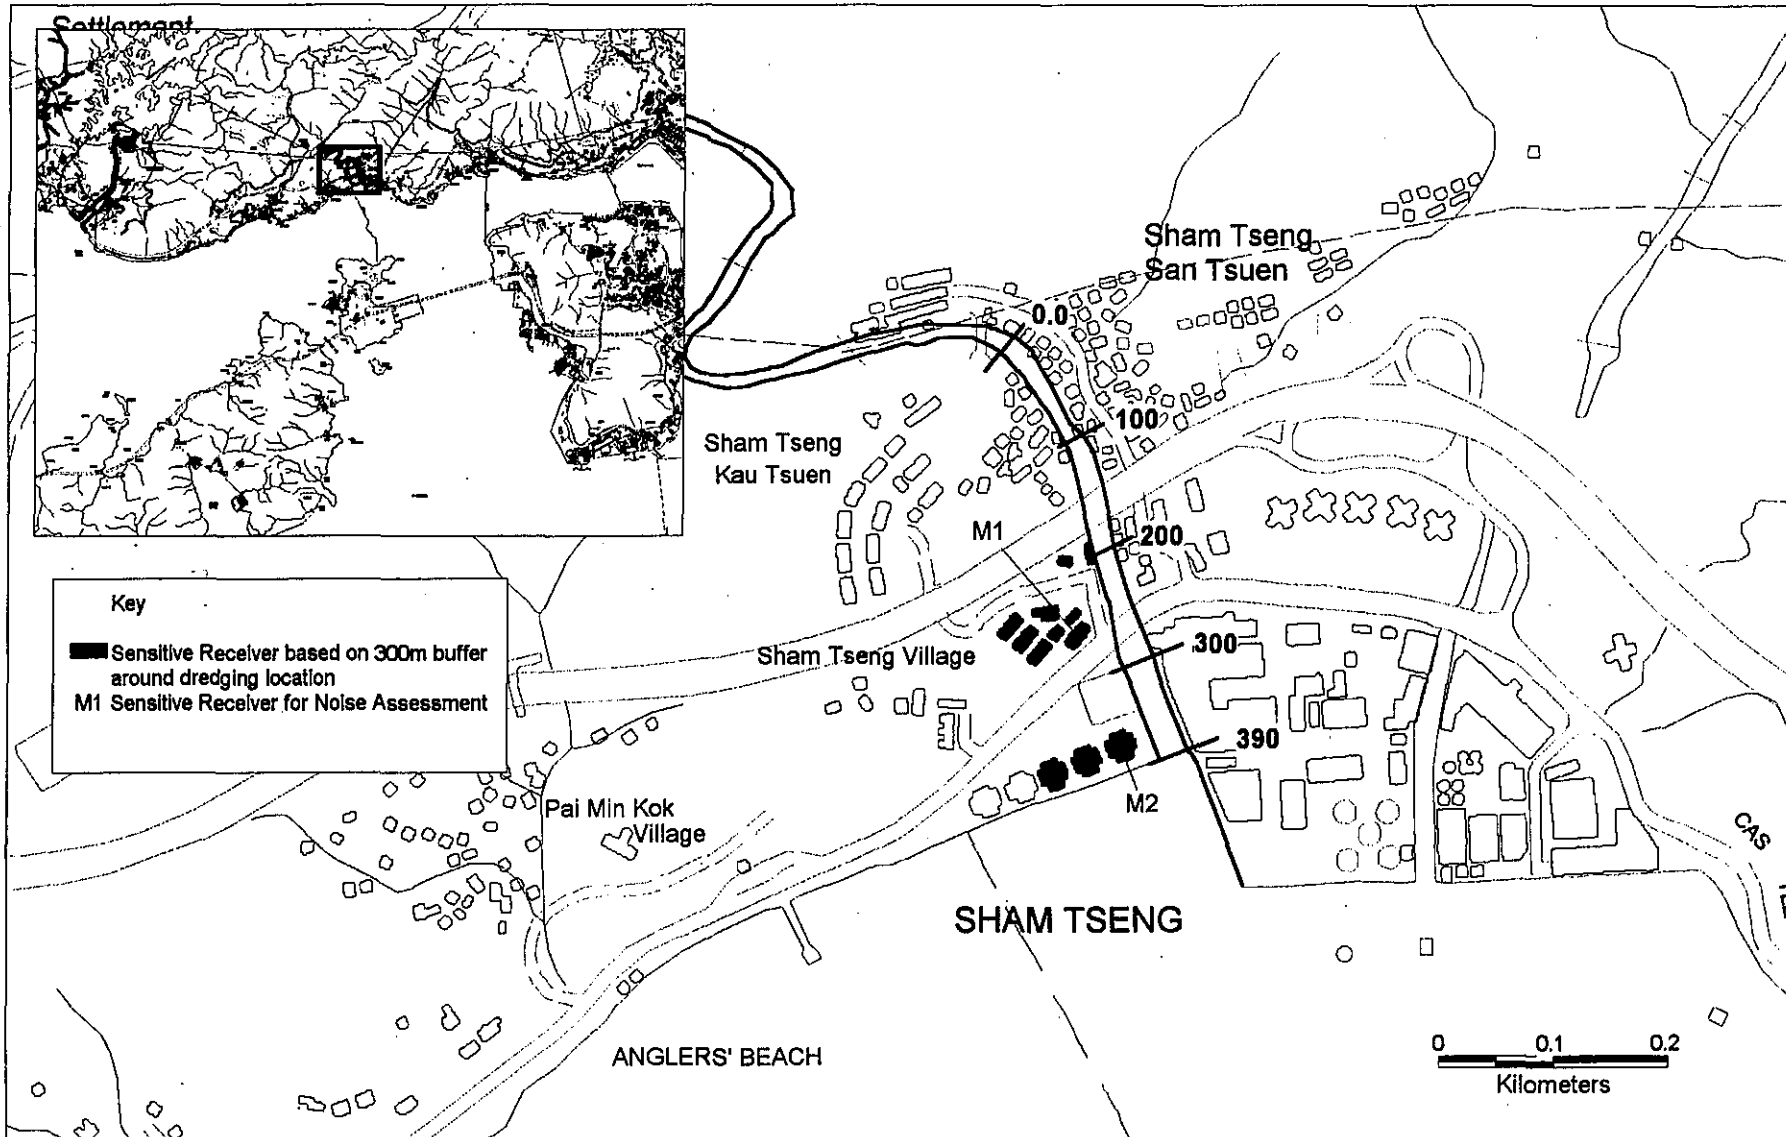 Settlement
Sham Tseng
San Tsuen
0.0
100
Sham Tseng
Kau Tsuen
M1
200
Key
Sensitive Receiver based on 300m buffer
around dredging location
M1 Sensitive Receiver for Noise Assessment
Sham Tseng Village
300
390
M2
Pai Min Kok
Village
CAS
SHAM TSENG
ANGLERS' BEACH
0 0.1 0.2
Kilometers